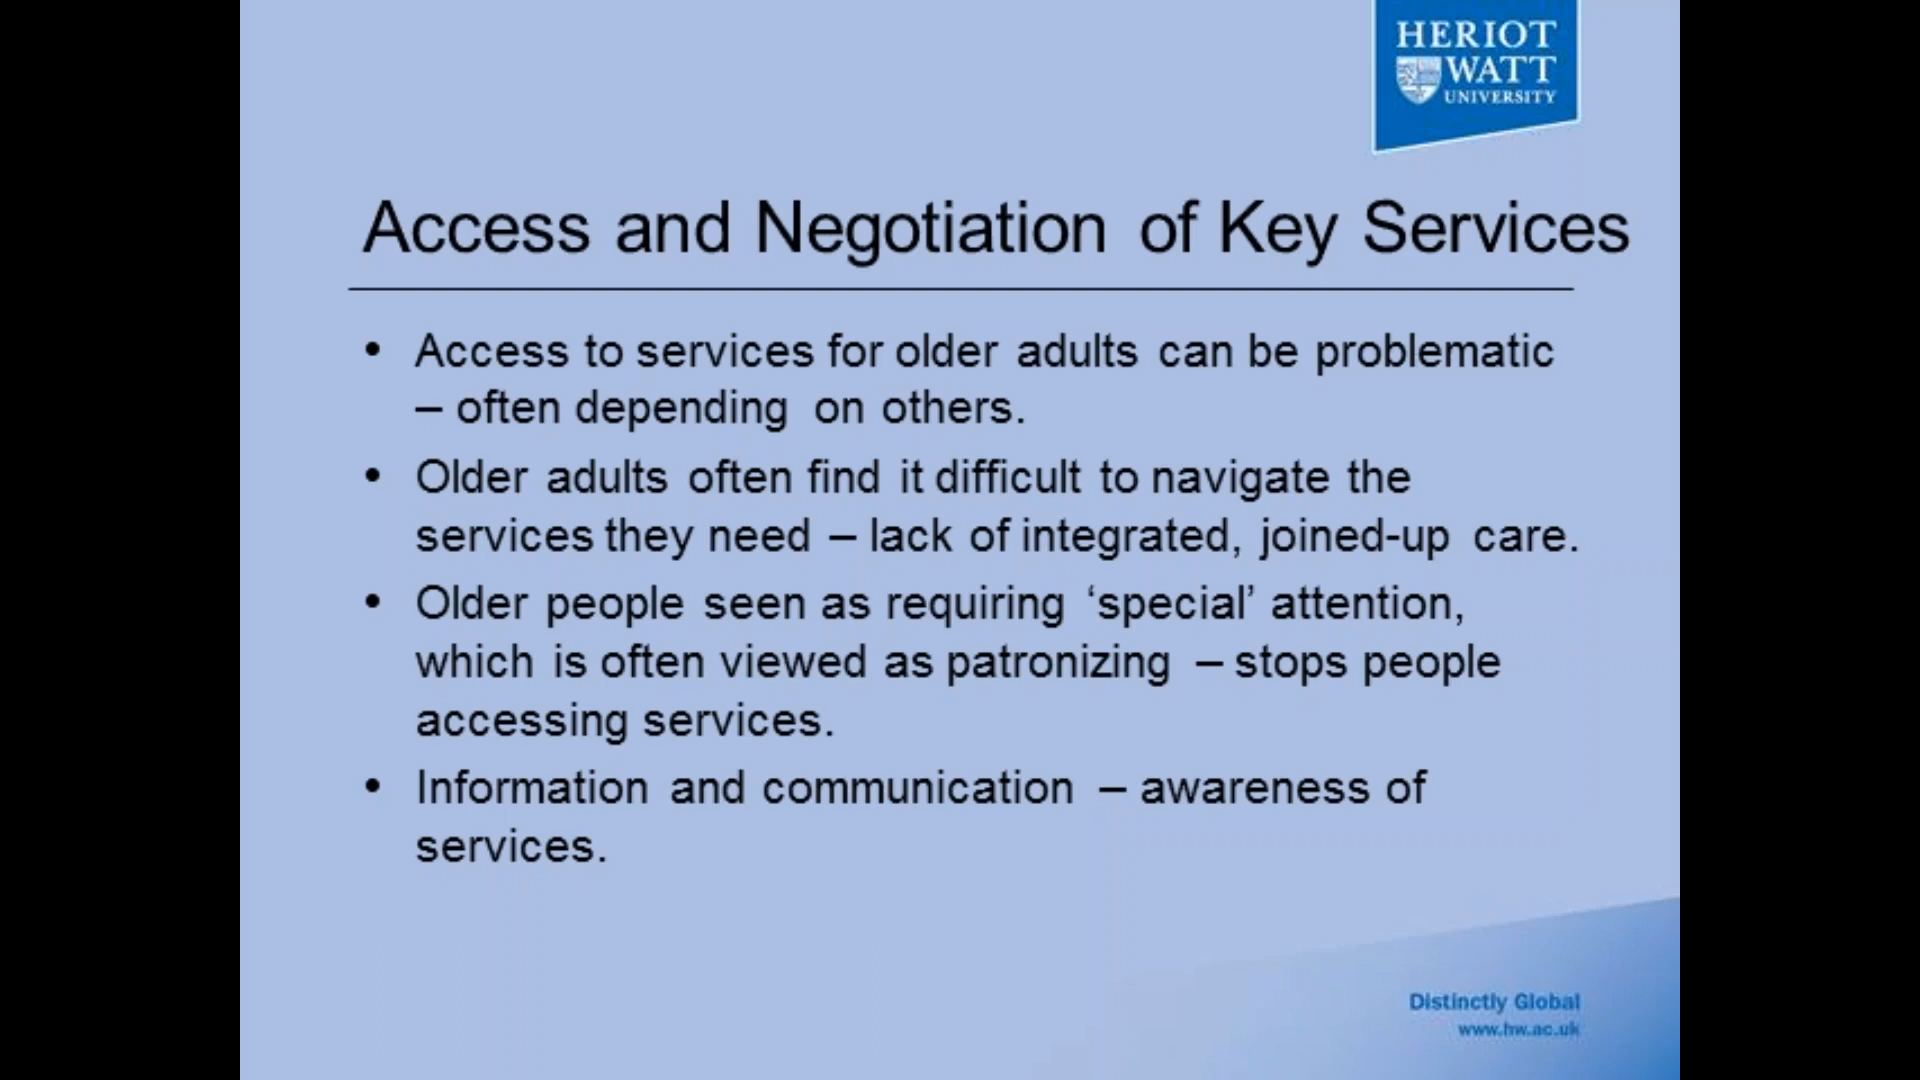 HERIOT
WATT
UNIVERSITY
Access and Negotiation of Key Services
• Access to services for older adults can be problematic
– often depending on others.
• Older adults often find it difficult to navigate the
services they need – lack of integrated, joined-up care.
• Older people seen as requiring ‘special’ attention,
which is often viewed as patronizing – stops people
accessing services.
• Information and communication – awareness of
services.
Distinctly Global
www.hw.ac.uk